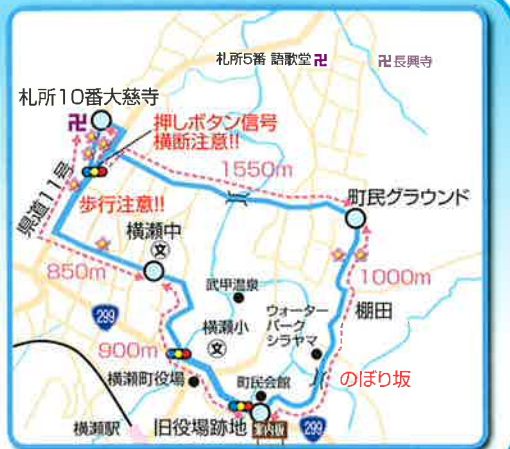 札所5番 語歌堂卍
卍長興寺
札所10番大慈寺
卍
押しボタン信号
横断注意!!
1550m
県道11号
歩行注意!!
町民グラウンド
横瀬中
文
850m
1000m
武甲温泉
棚田
299
ウォーター
パーク
シラヤマ
横瀬小
文
900m
のぼり坂
横瀬町役場
町民会館
横瀬駅
旧役場跡地
案内板
299